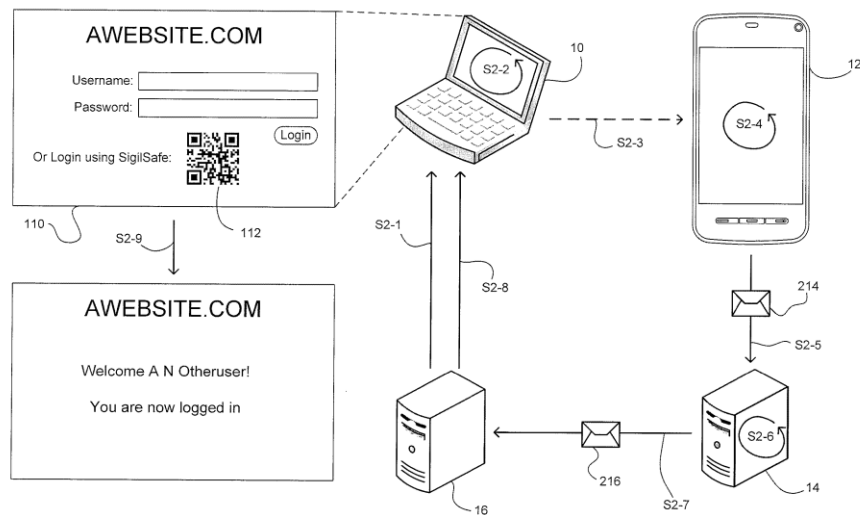 AWEBSITE.COM
Username:
Password:
Login
Or Login using SigilSafe:
110
S2-9
112
S2-2
10
S2-3
12
S2-4
S2-1
S2-8
214
S2-5
AWEBSITE.COM
Welcome A N Otheruser!
You are now logged in
16
216
S2-7
S2-6
14